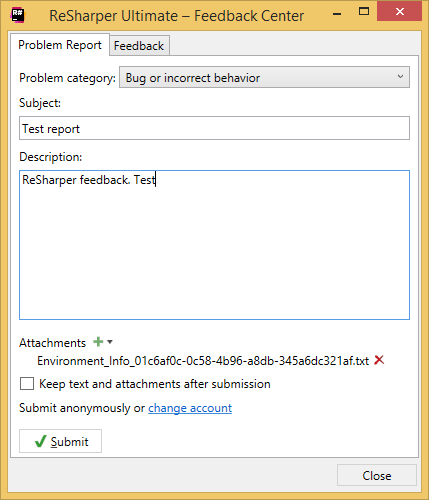 R#
ReSharper Ultimate – Feedback Center
Problem Report Feedback
Problem category: Bug or incorrect behavior
Subject:
Test report
Description:
ReSharper feedback. Test
Attachments
Environment_Info_01c6af0c-0c58-4b96-a8db-345a6dc321af.txt
Keep text and attachments after submission
Submit anonymously or change account
Submit
Close